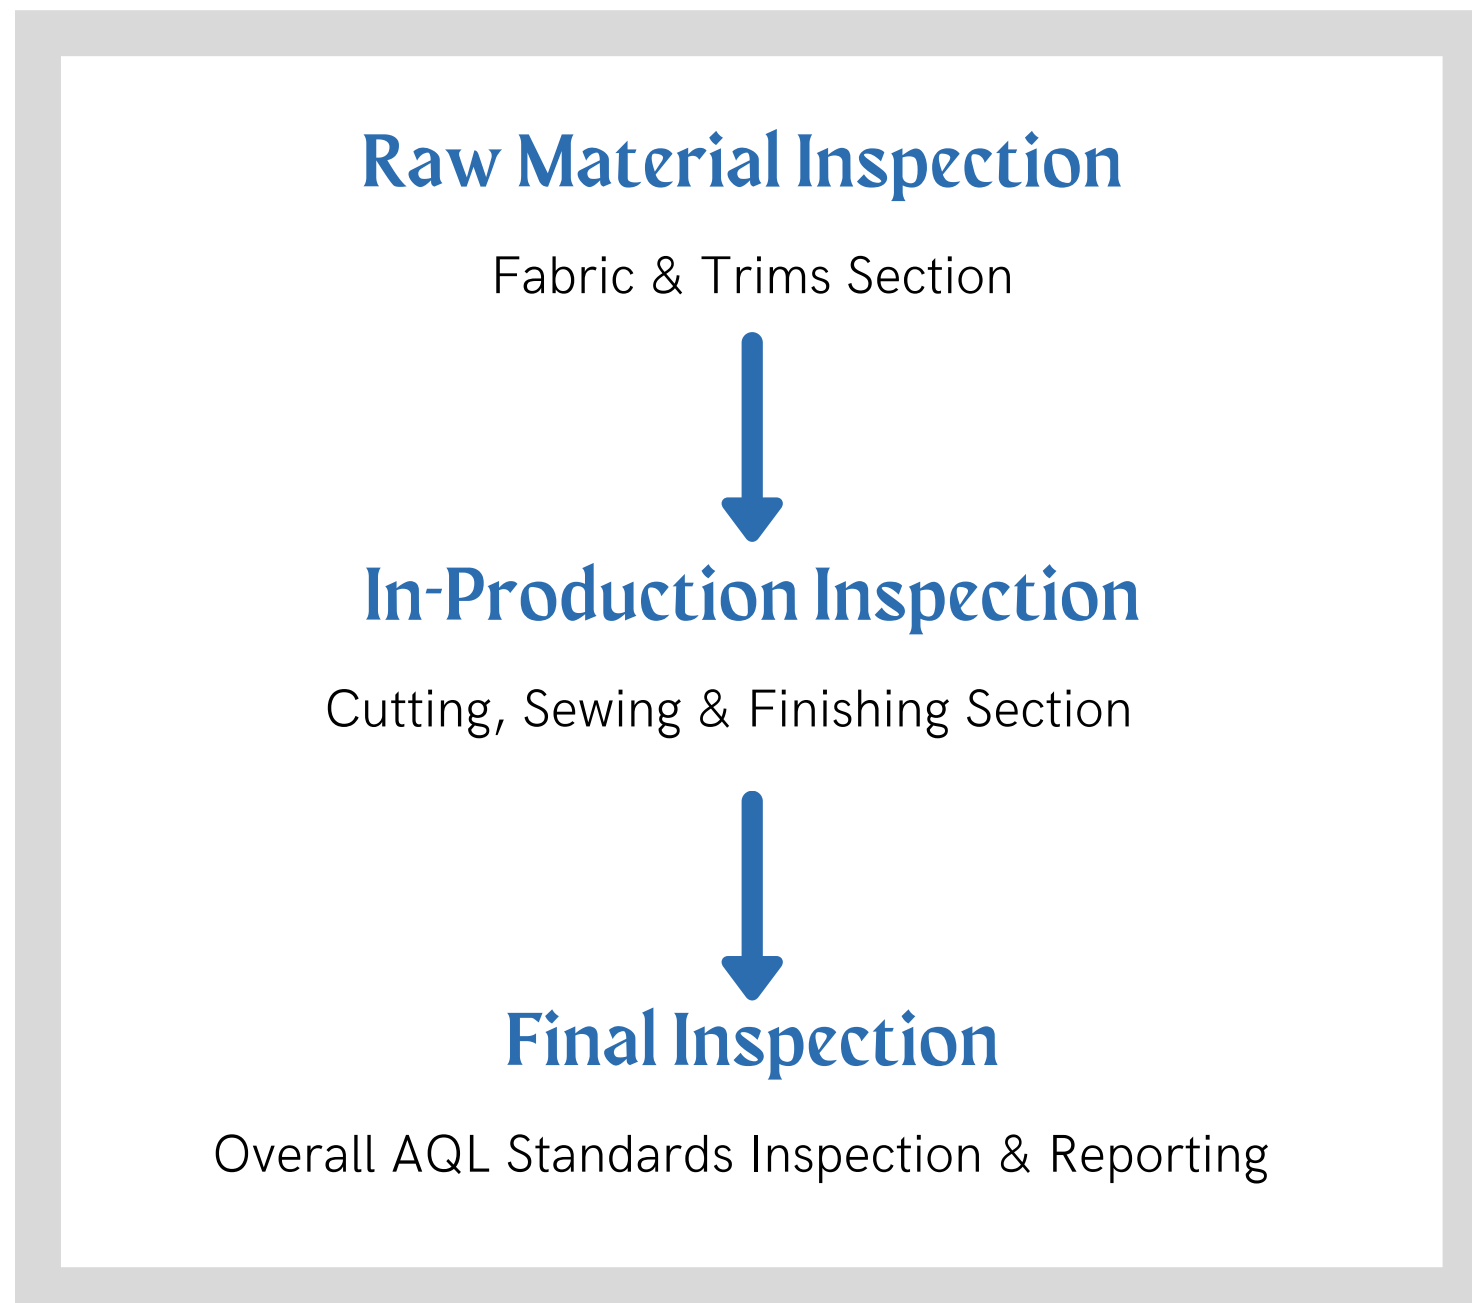 Raw Material Inspection
Fabric & Trims Section
In-Production Inspection
Cutting, Sewing & Finishing Section
Final Inspection
Overall AQL Standards Inspection & Reporting